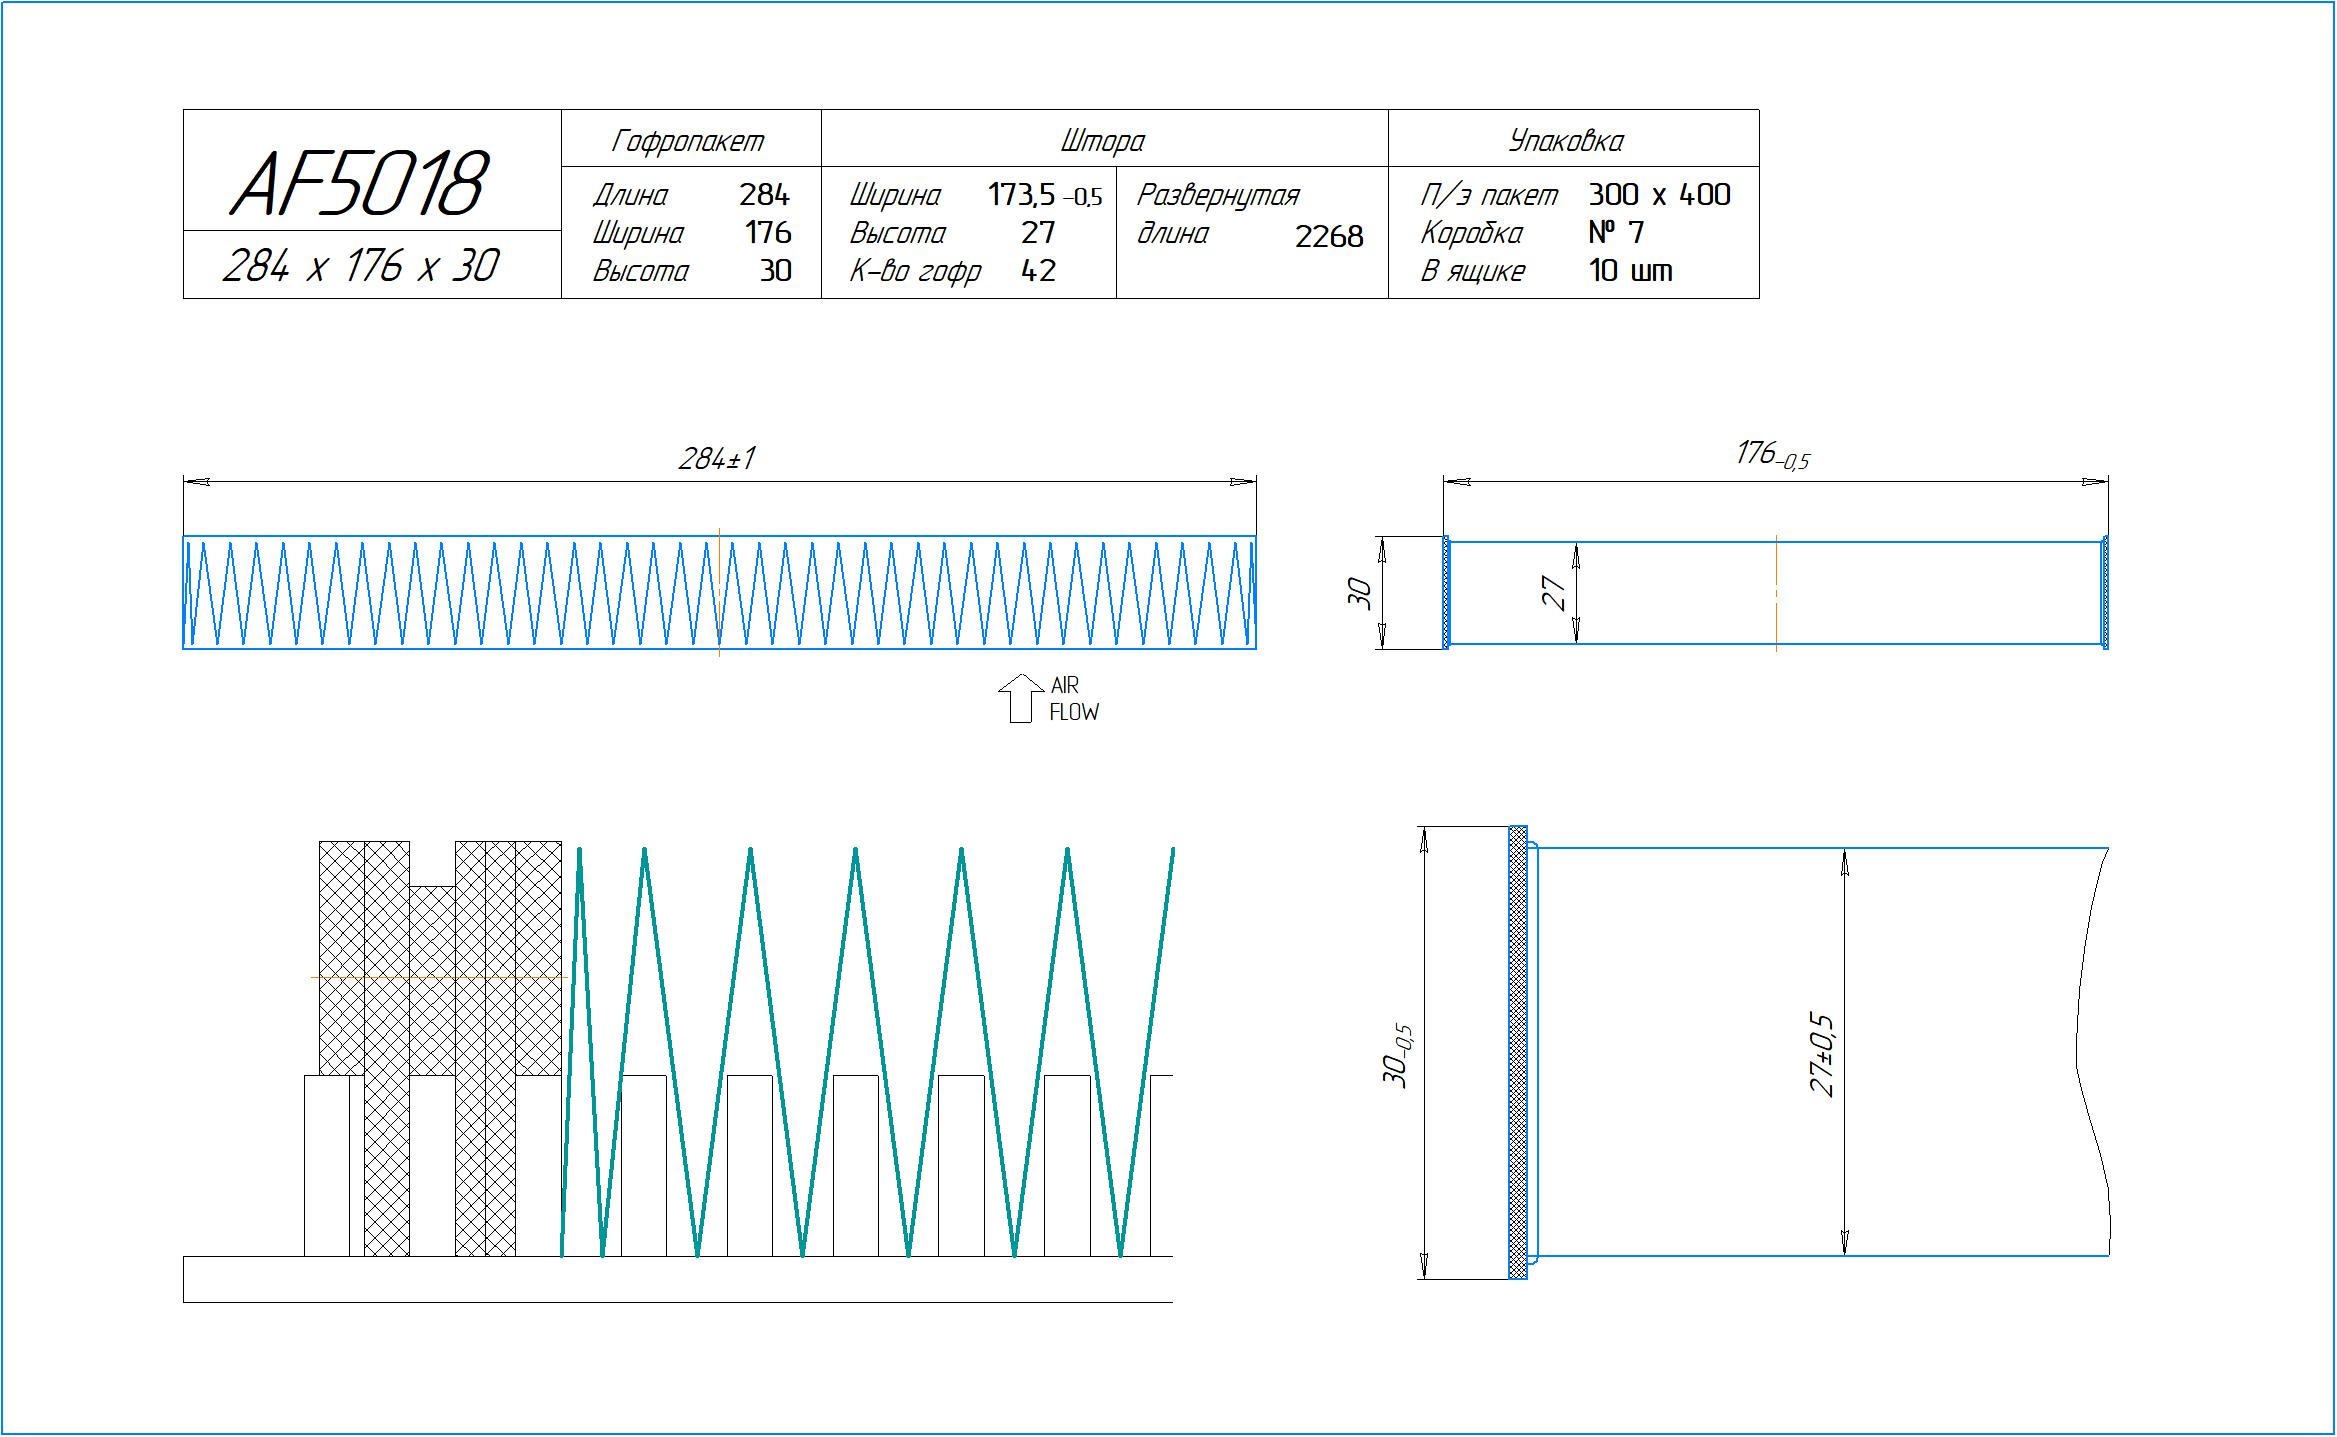 AF5018
284 x 176 x 30
Гофропакет
Длина 284
Ширина 176
Высота 30
Штора
Ширина 173,5 -0,5
Высота 27
К-во гофр 42
Развернутая
длина 2268
Упаковка
П/э пакет 300 x 400
Коробка № 7
В ящике 10 шт
284±1
176-0,5
30
27
AIR
FLOW
30-0,5
27±0,5